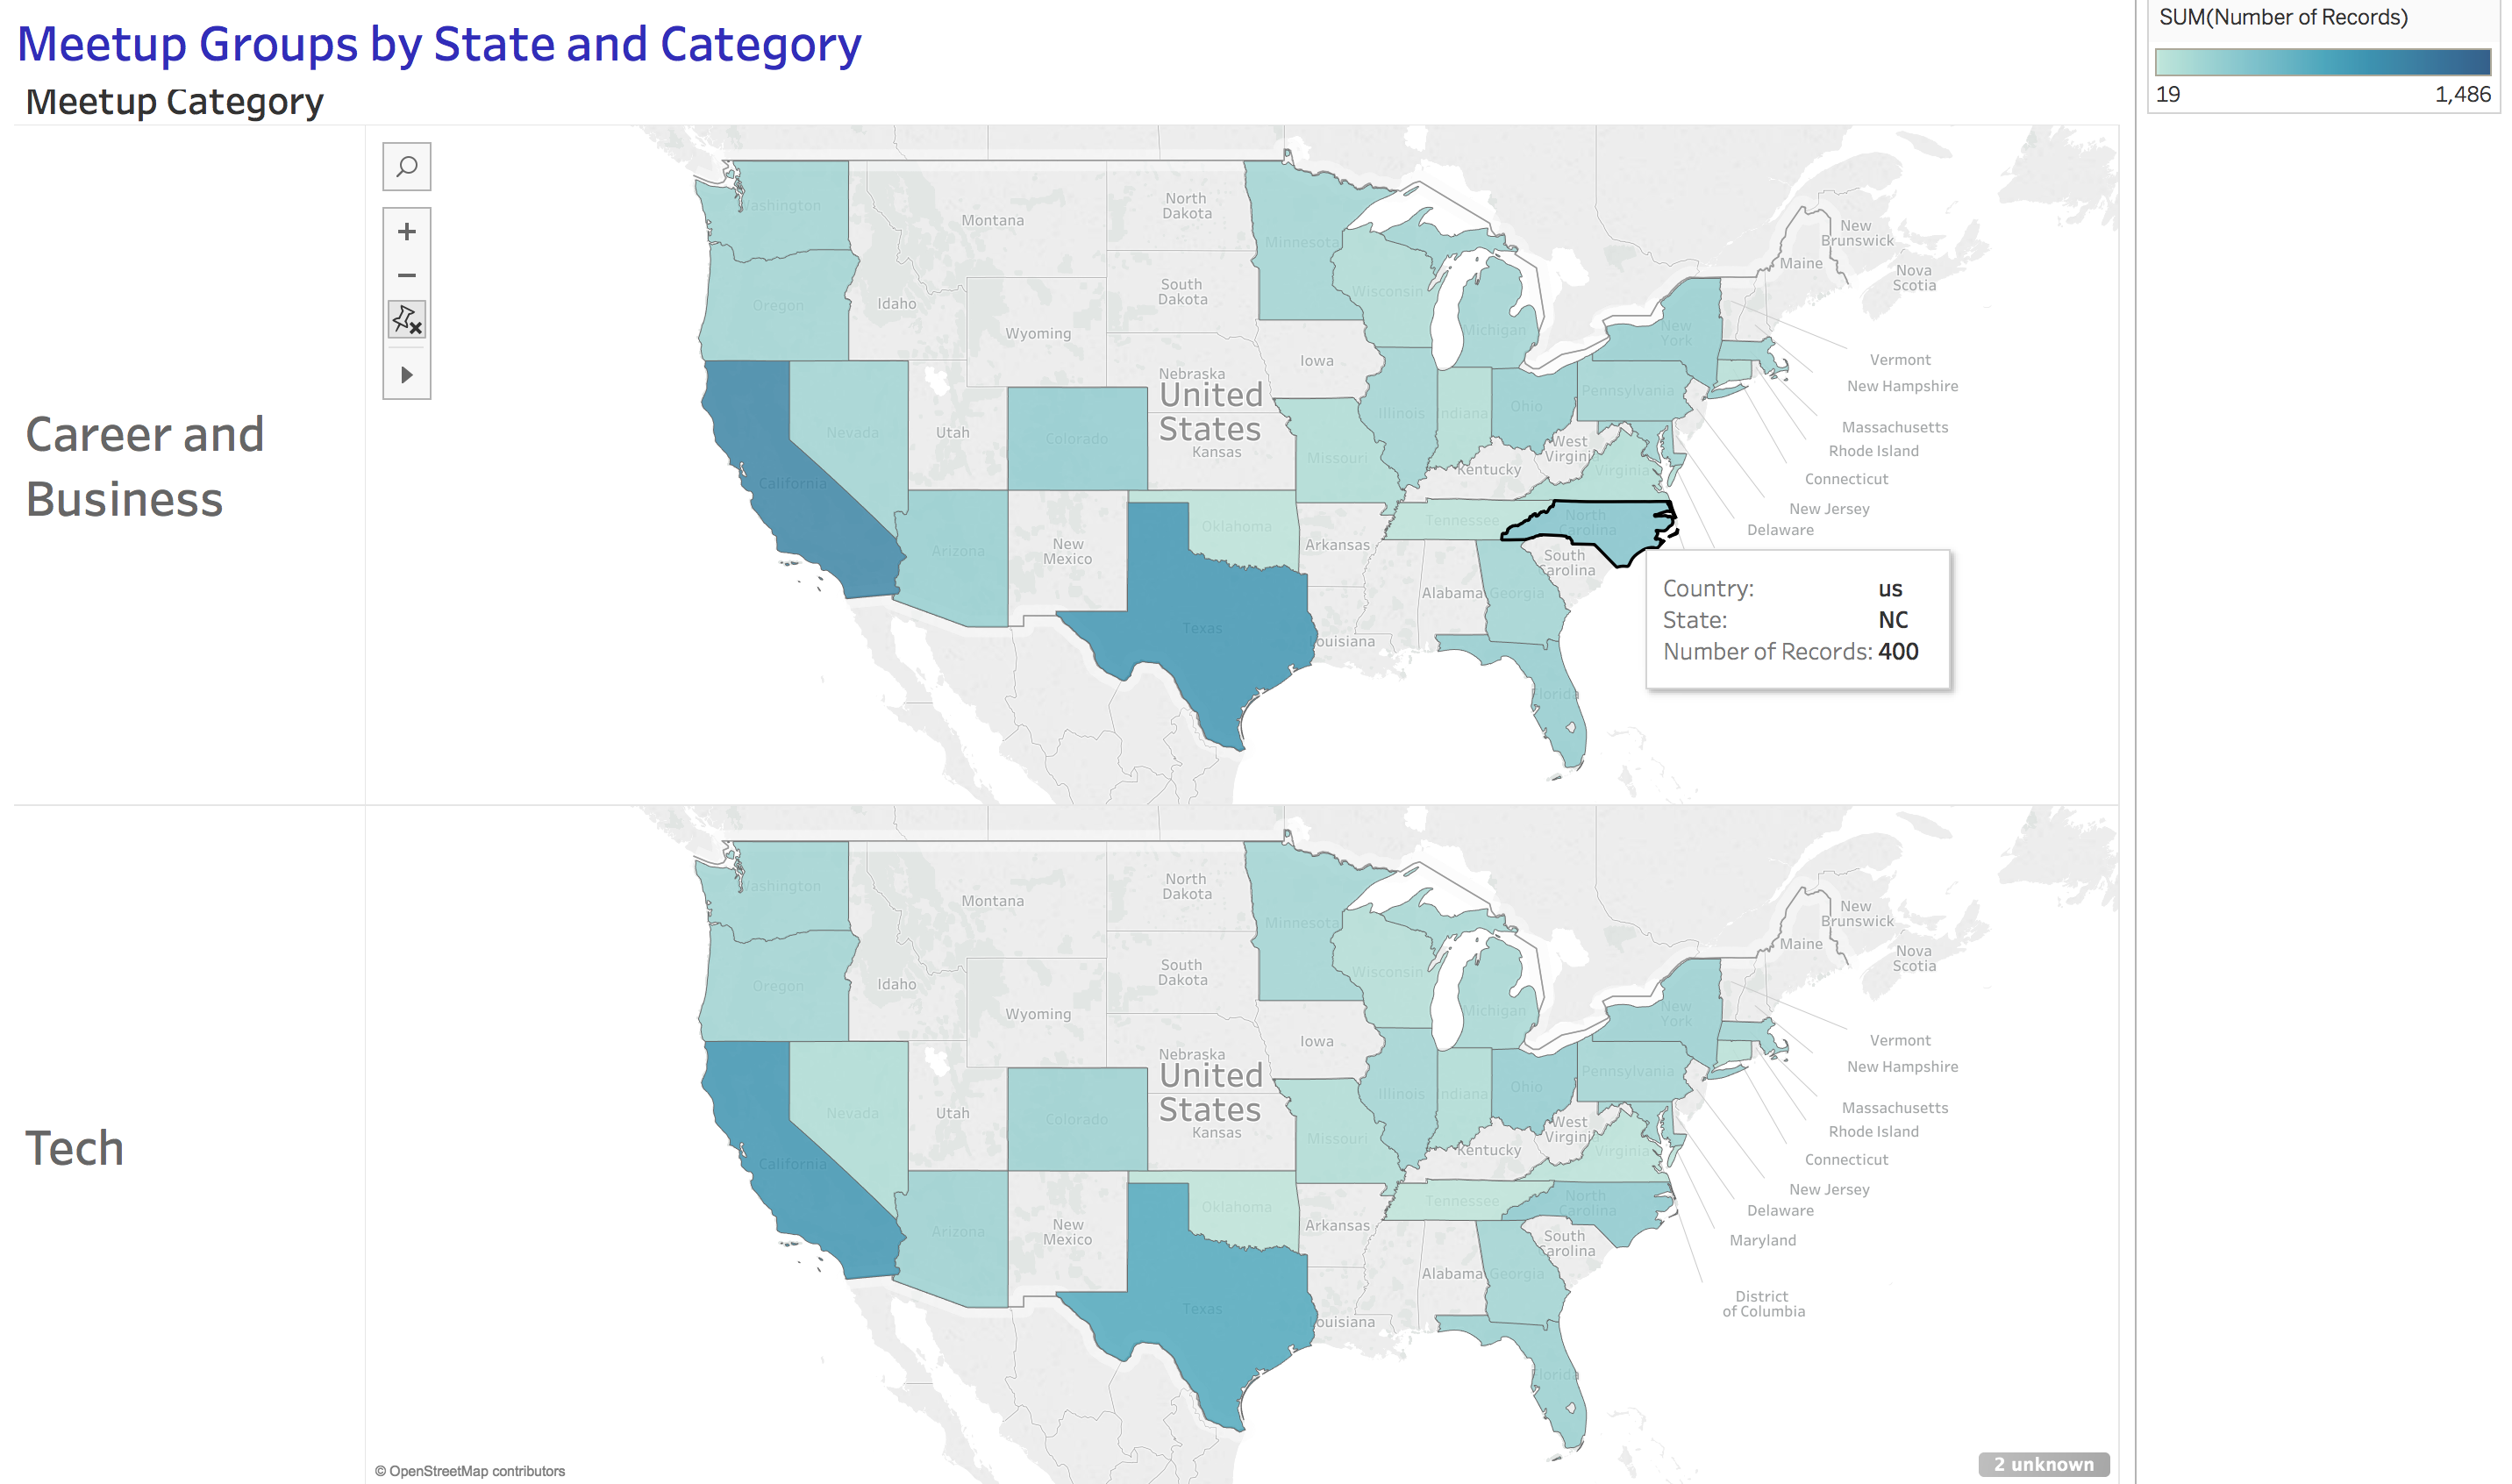 Meetup Groups by State and Category
Meetup Category
SUM(Number of Records)
19
1,486
Career and
Business
Washington
Montana
North
Dakota
Minnesota
New
Brunswick
Maine
Nova
Scotia
Oregon
Idaho
South
Dakota
Wisconsin
Michigan
New
York
Wyoming
Iowa
Vermont
Nebraska
New Hampshire
United
States
Nevada
Utah
Colorado
Kansas
Illinois
Indiana
Ohio
Pennsylvania
Massachusetts
West
Virgini
Rhode Island
Missouri
Kentucky
Virginia
Connecticut
California
New Jersey
Oklahoma
Tennessee
North
Carolina
Delaware
Arizona
New
Mexico
Arkansas
South
Carolina
Alabama
Georgia
Texas
Louisiana
Florida
Country: us
State: NC
Number of Records: 400
Tech
Washington
Montana
North
Dakota
Minnesota
New
Brunswick
Maine
Nova
Scotia
Oregon
Idaho
South
Dakota
Wisconsin
Michigan
New
York
Wyoming
Iowa
Vermont
Nebraska
New Hampshire
United
States
Nevada
Utah
Colorado
Kansas
Illinois
Indiana
Ohio
Pennsylvania
Massachusetts
West
Virgini
Rhode Island
Missouri
Kentucky
Virginia
Connecticut
California
New Jersey
Oklahoma
Tennessee
North
Carolina
Delaware
Arizona
New
Mexico
Arkansas
South
Carolina
Maryland
Alabama
Georgia
Texas
Louisiana
District
of Columbia
Florida
© OpenStreetMap contributors
2 unknown